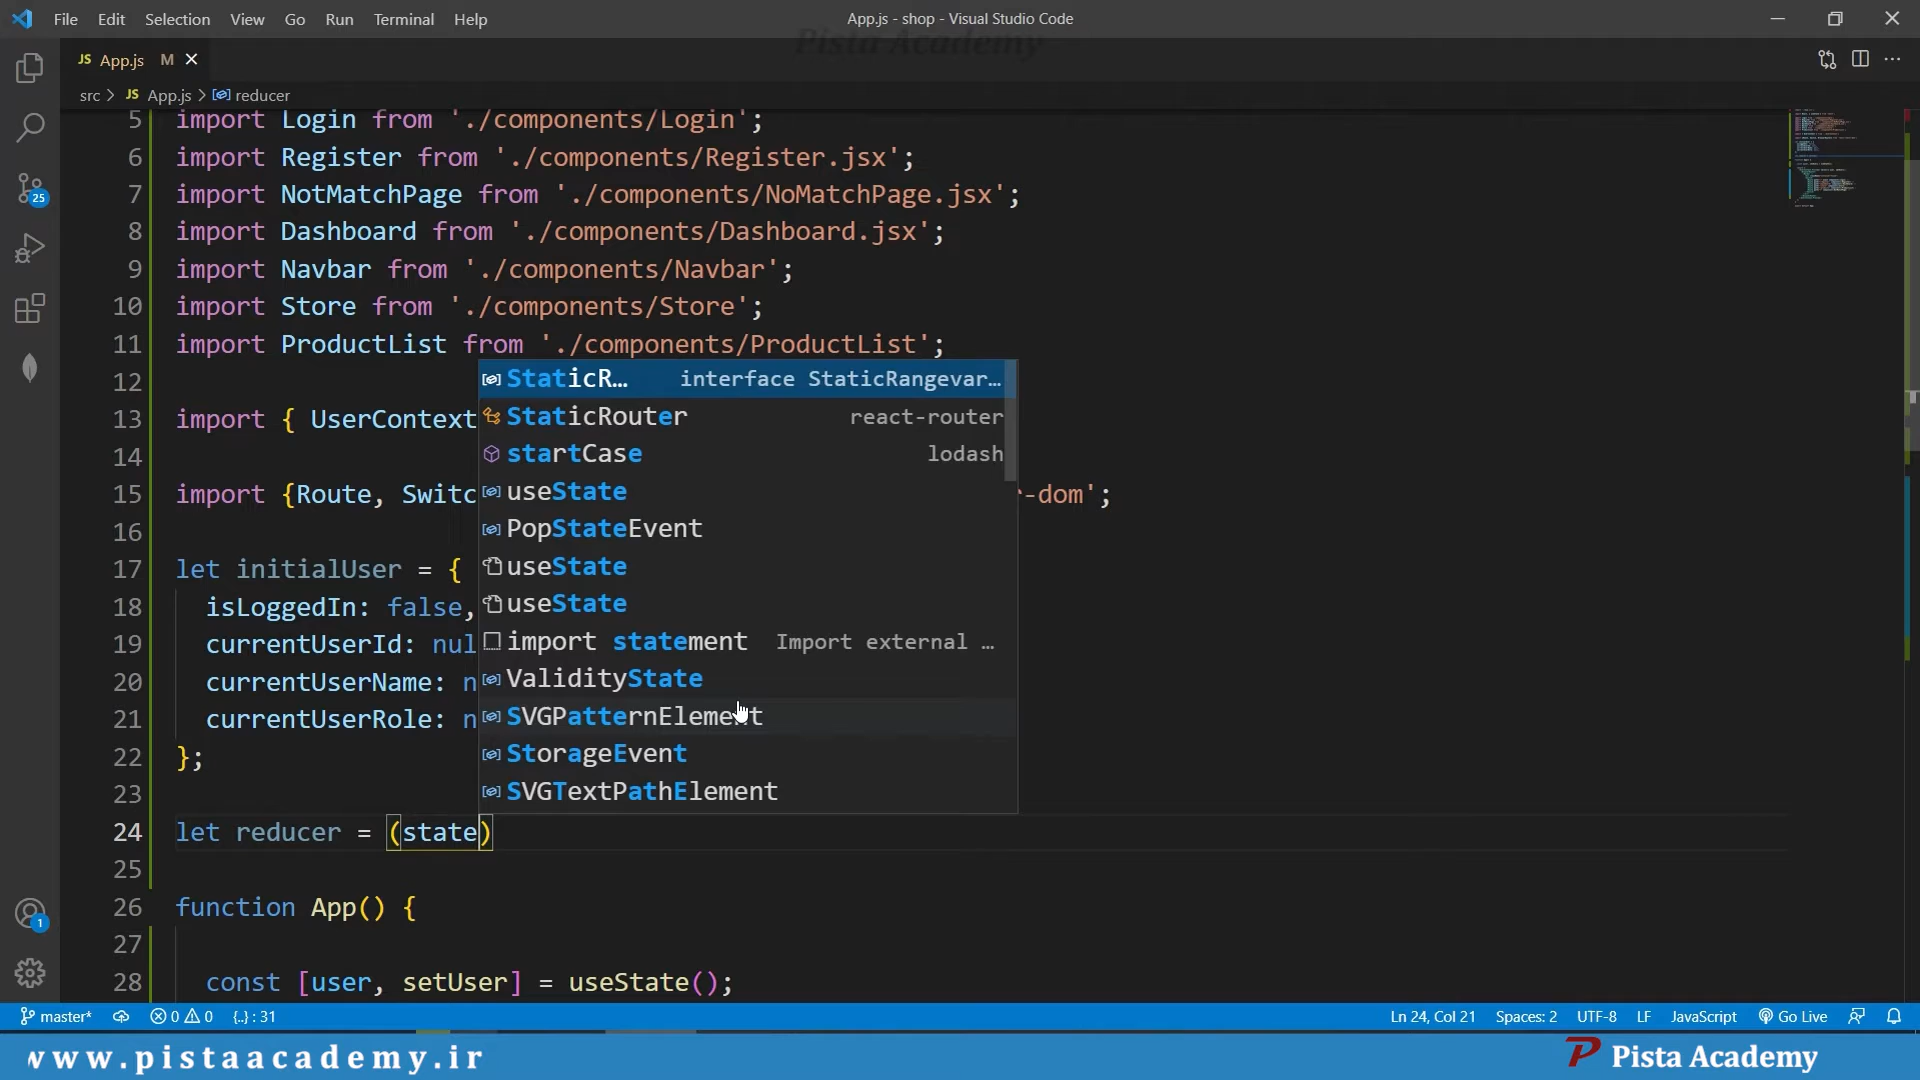 File Edit Selection View Go Run Terminal Help
App.js - shop - Visual Studio Code
Pista Academy
JS App.js M
src > JS App.js > reducer
5 import Login from './components/Login';
6 import Register from './components/Register.jsx';
7 import NotMatchPage from './components/NoMatchPage.jsx';
8 import Dashboard from './components/Dashboard.jsx';
9 import Navbar from './components/Navbar';
10 import Store from './components/Store';
11 import ProductList from './components/ProductList';
12
StaticR… interface StaticRangevar…
StaticRouter react-router
13 import { UserContext
startCase lodash
14
useState
15 import {Route, Switc
-dom';
PopStateEvent
16
useState
17 let initialUser = {
useState
18 isLoggedIn: false,
import statement Import external …
19 currentUserId: nul
ValidityState
20 currentUserName: n
SVGPatternElement
21 currentUserRole: n
StorageEvent
22 };
SVGTextPathElement
23
24 let reducer = (state)
25
26 function App() {
27
28 const [user, setUser] = useState();
25
1
master* 0 0 {..} : 31 Ln 24, Col 21 Spaces: 2 UTF-8 LF JavaScript Go Live
www.pistaacademy.ir Pista Academy